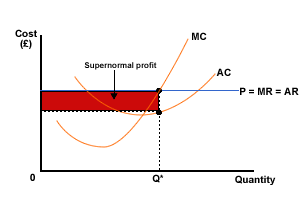 Cost
(£)
MC
Supernormal profit
AC
P = MR = AR
0
Q*
Quantity